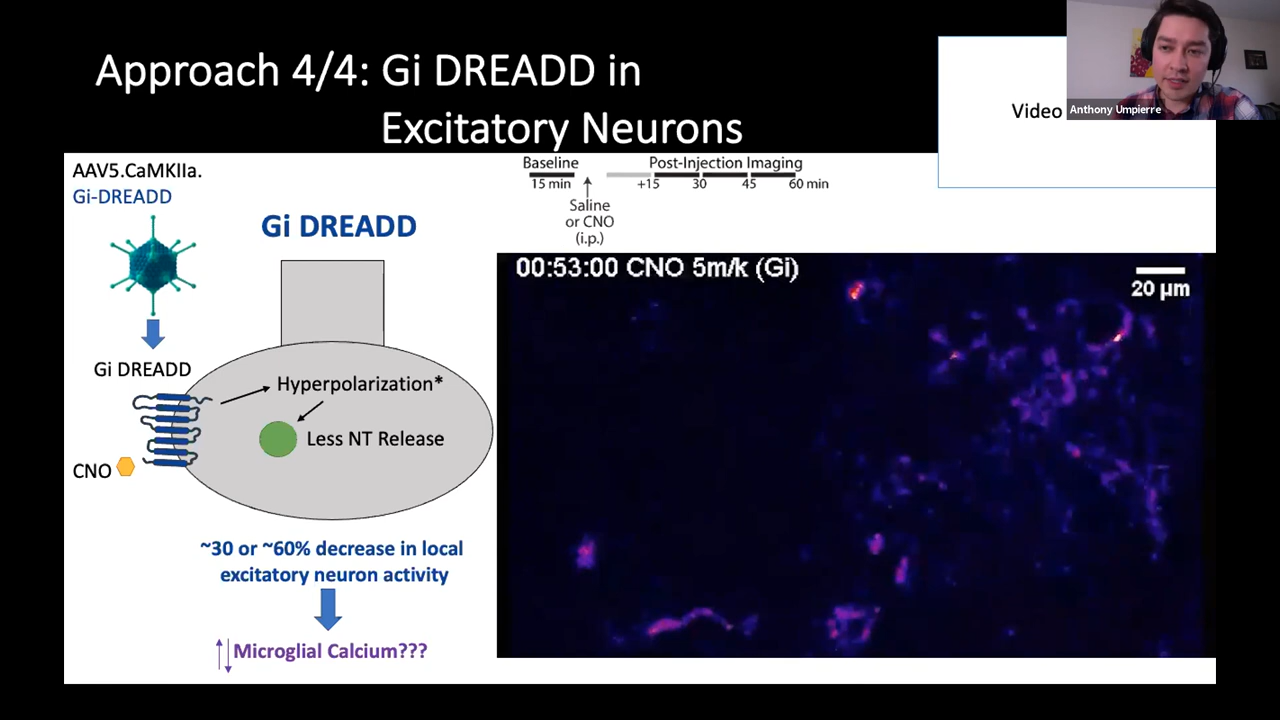 Approach 4/4: Gi DREADD in
Excitatory Neurons
Video
Anthony Umpierre
AAV5.CaMKIIa.
Gi-DREADD
Gi DREADD
Gi DREADD
CNO
Hyperpolarization*
Less NT Release
~30 or ~60% decrease in local
excitatory neuron activity
Microglial Calcium???
Baseline
15 min
Saline
or CNO
(i.p.)
Post-Injection Imaging
+15 30 45 60 min
00:53:00 CNO 5m/k (Gi)
20 µm